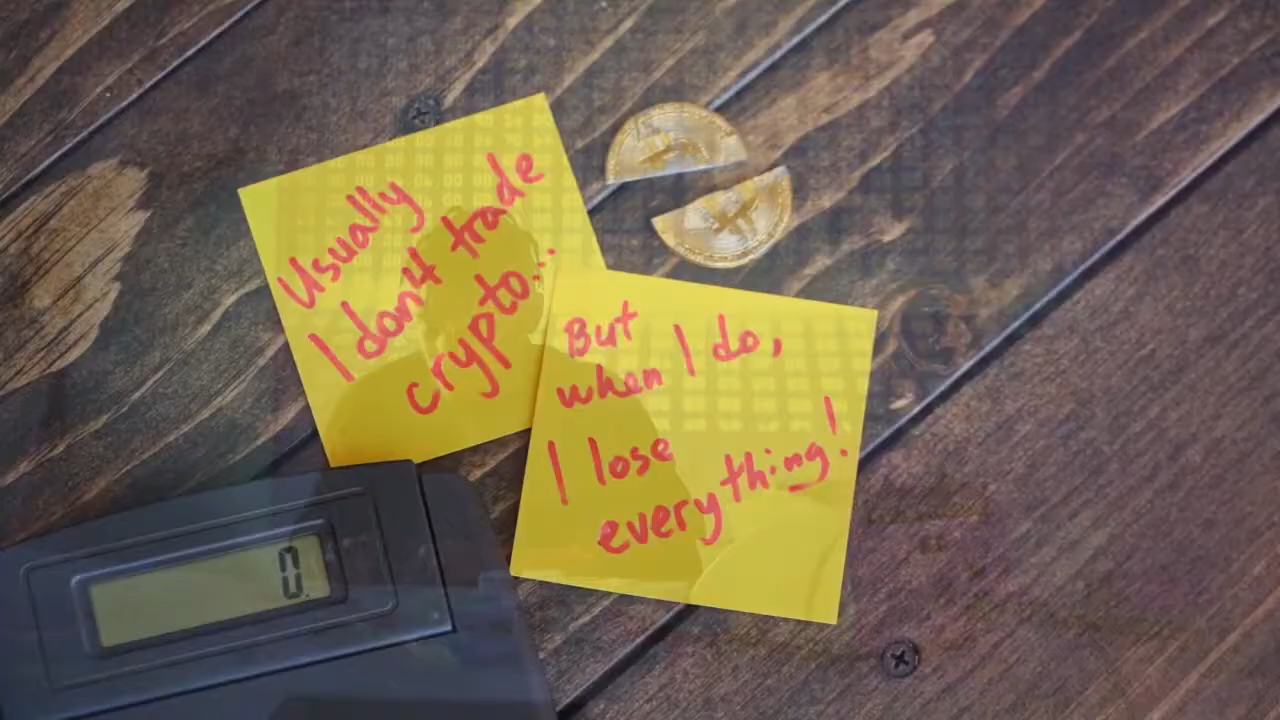 Usually
I don't trade
crypto...
But
when I do,
I lose
everything!
0.